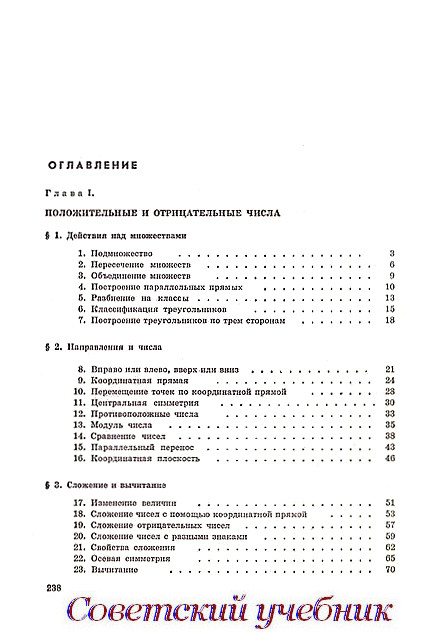 ОГЛАВЛЕНИЕ
Глава I.
ПОЛОЖИТЕЛЬНЫЕ И ОТРИЦАТЕЛЬНЫЕ ЧИСЛА
§ 1. Действия над множествами
1. Подмножество . . . . . . . . . . . . . . . . 3
2. Пересечение множеств . . . . . . . . . . . . . . . 6
3. Объединение множеств . . . . . . . . . . . . . . . 9
4. Построение параллельных прямых . . . . . . . . . . . 10
5. Разбиение на классы . . . . . . . . . . . . . . . 13
6. Классификация треугольников . . . . . . . . . . . . 15
7. Построение треугольников по трем сторонам . . . . . . . 18
§ 2. Направления и числа
8. Вправо или влево, вверх или вниз . . . . . . . . . . . 21
9. Координатная прямая . . . . . . . . . . . . . . 24
10. Перемещение точек по координатной прямой . . . . . . . 28
11. Центральная симметрия . . . . . . . . . . . . . . 30
12. Противоположные числа . . . . . . . . . . . . . . 33
13. Модуль числа . . . . . . . . . . . . . . . . . 35
14. Сравнение чисел . . . . . . . . . . . . . . . . 38
15. Параллельный перенос . . . . . . . . . . . . . . 43
16. Координатная плоскость . . . . . . . . . . . . . . 46
§ 3. Сложение и вычитание
17. Изменение величин . . . . . . . . . . . . . . . 51
18. Сложение чисел с помощью координатной прямой . . . . . . 53
19. Сложение отрицательных чисел . . . . . . . . . . . 57
20. Сложение чисел с разными знаками . . . . . . . . . . 59
21. Свойства сложения . . . . . . . . . . . . . . . 62
22. Осевая симметрия . . . . . . . . . . . . . . . 65
23. Вычитание . . . . . . . . . . . . . . . . . . 70
238
Советский учебник